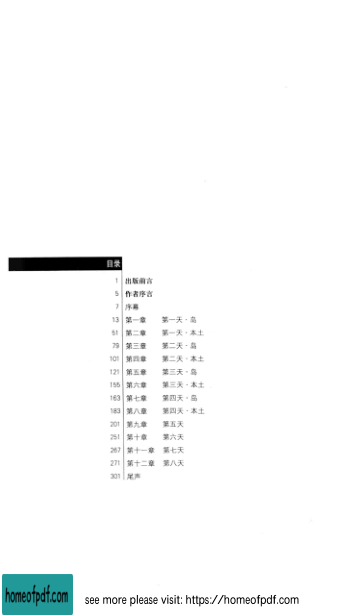 目录
1 出版前言
5 作者序言
7 序幕
13 第一章 第一天·岛
51 第二章 第一天·本土
79 第三章 第二天·岛
101 第四章 第二天·本土
121 第五章 第三天·岛
155 第六章 第三天·本土
163 第七章 第四天·岛
183 第八章 第四天·本土
201 第九章 第五天
251 第十章 第六天
267 第十一章 第七天
271 第十二章 第八天
301 尾声
homeofpdf.com
see more please visit: https://homeofpdf.com